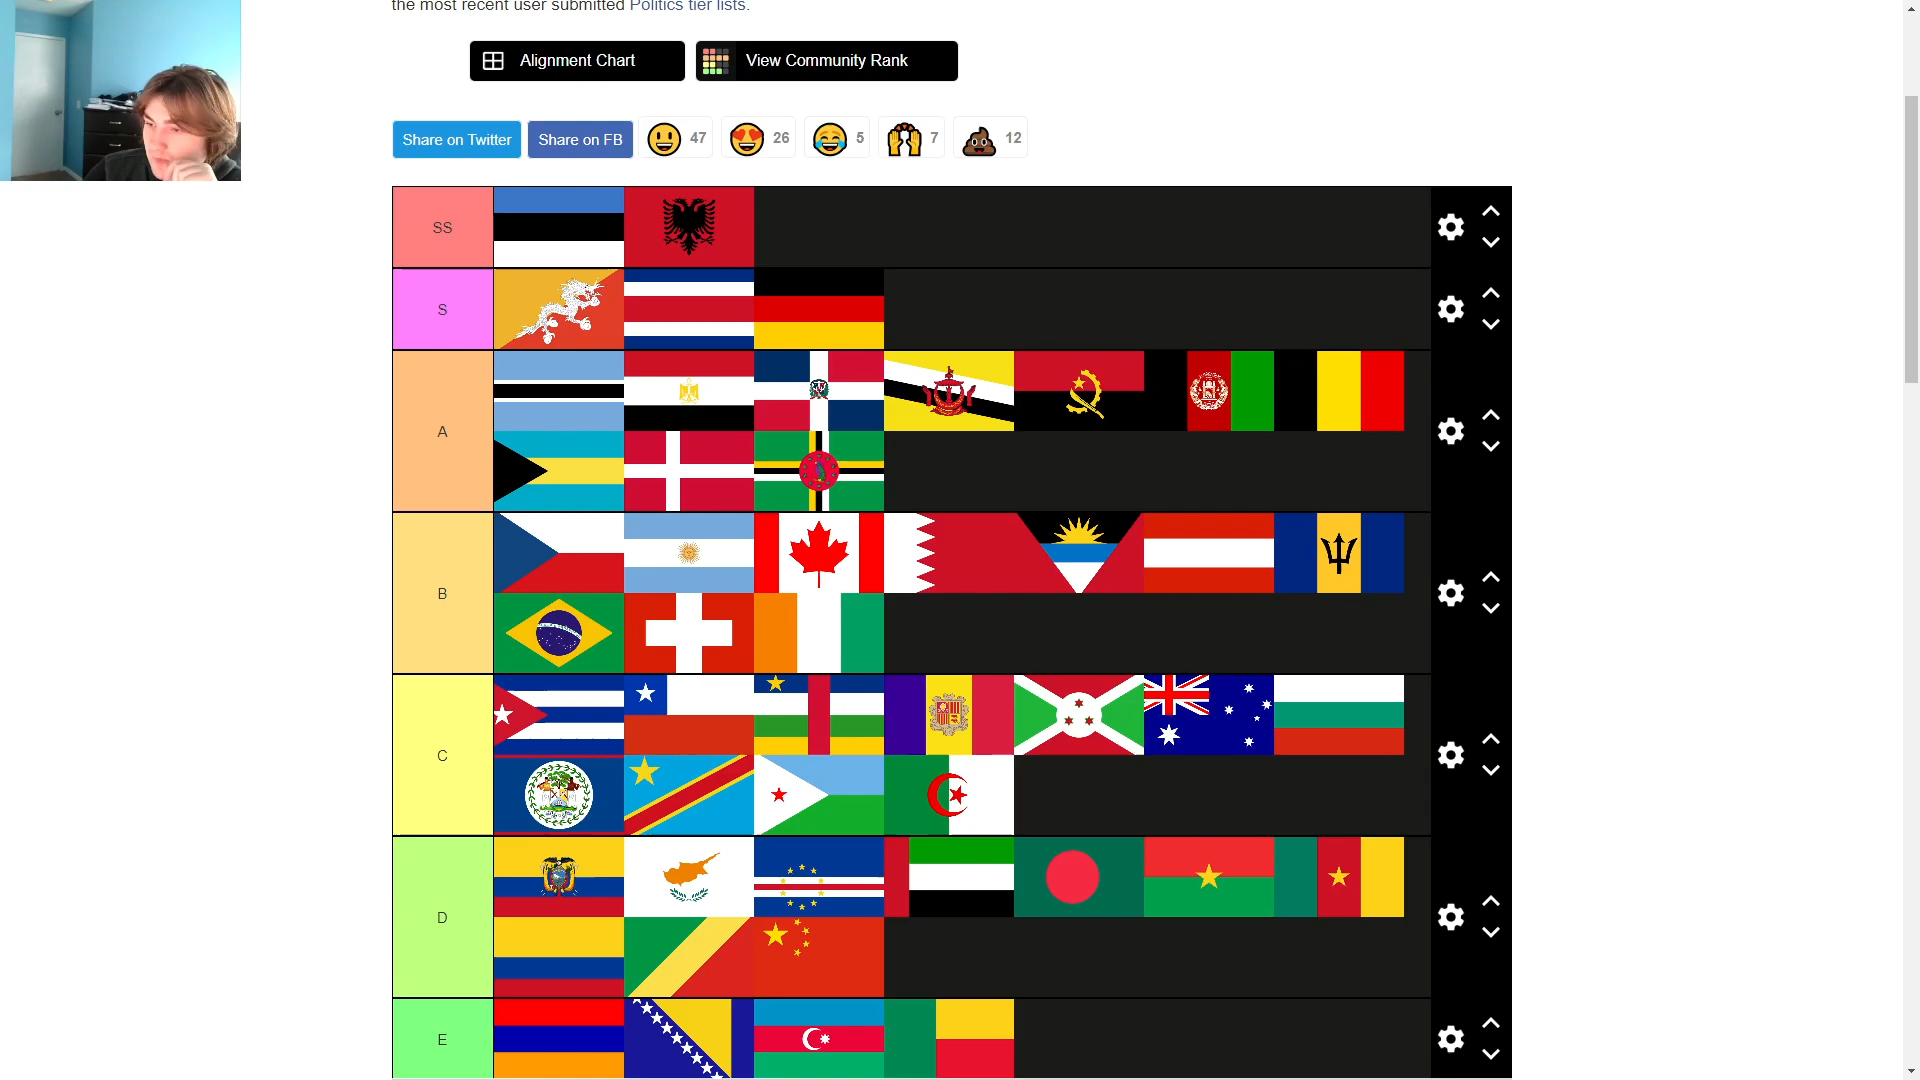 the most recent user submitted Politics tier lists.
Alignment Chart
View Community Rank
Share on Twitter
Share on FB
47
26
5
7
12
SS
S
A
B
C
D
E